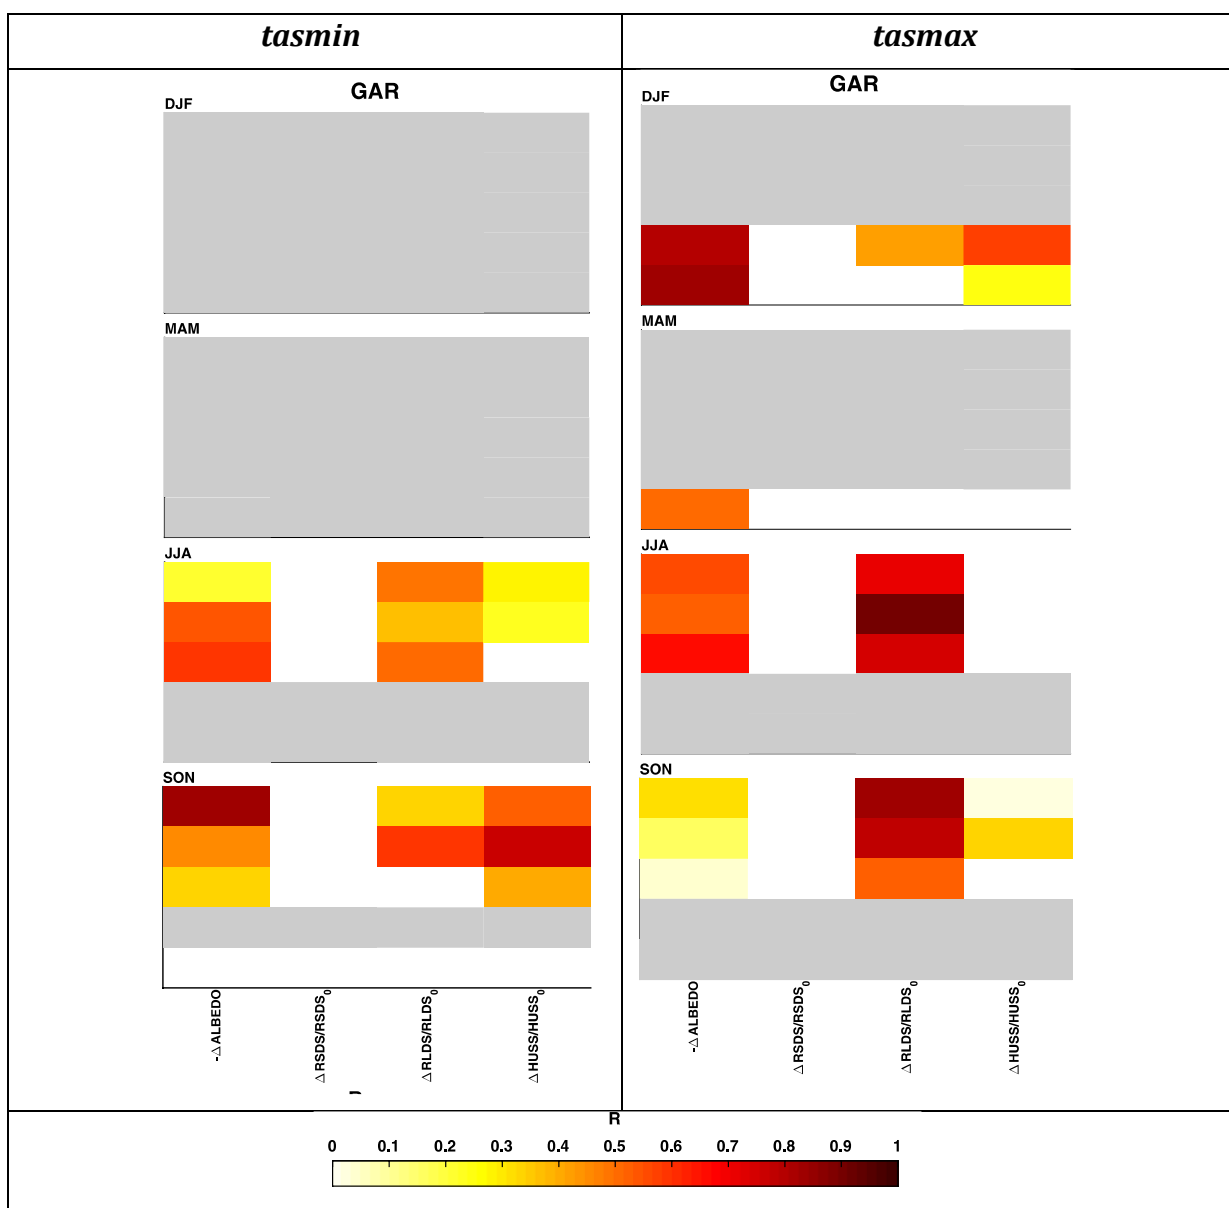 tasmin
tasmax
GAR
DJF
MAM
JJA
SON
-△ALBEDO
△RSDS/RSDS₀
△RLDS/RLDS₀
△HUSS/HUSS₀
GAR
DJF
MAM
JJA
SON
-△ALBEDO
△RSDS/RSDS₀
△RLDS/RLDS₀
△HUSS/HUSS₀
R
0 0.1 0.2 0.3 0.4 0.5 0.6 0.7 0.8 0.9 1